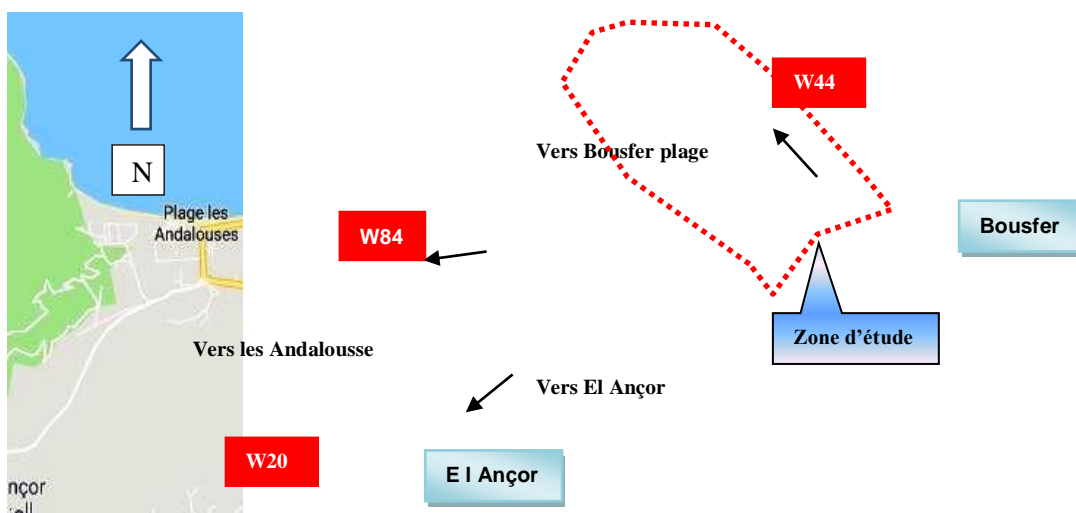 W44
N
Vers Bousfer plage
Plage les
Andalouses
Bousfer
W84
Zone d'étude
Vers les Andalousse
Vers El Ançor
W20
E l Ançor
nçor